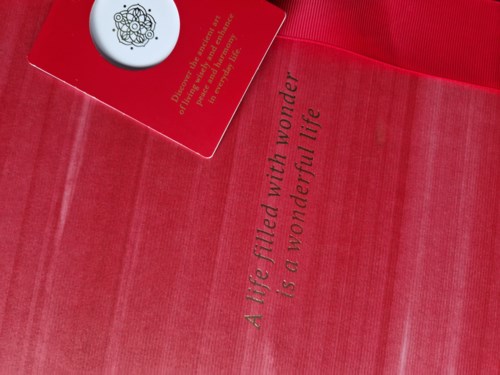 Discover the ancient art
of living wisely and enhance
peace and harmony
in everyday life.
A life filled with wonder
is a wonderful life